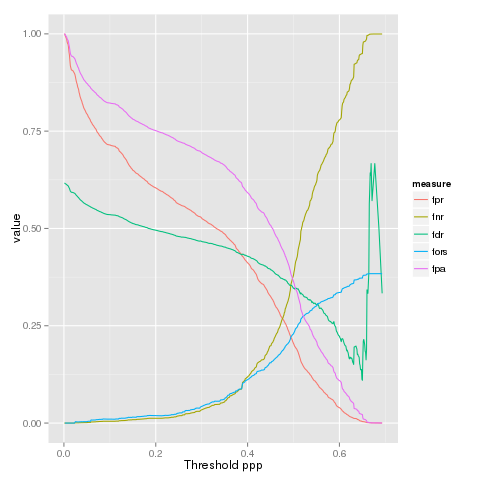 1.00
0.75
0.50
0.25
0.00
value
0.0
0.2
0.4
0.6
Threshold ppp
measure
fpr
fnr
fdr
fors
fpa